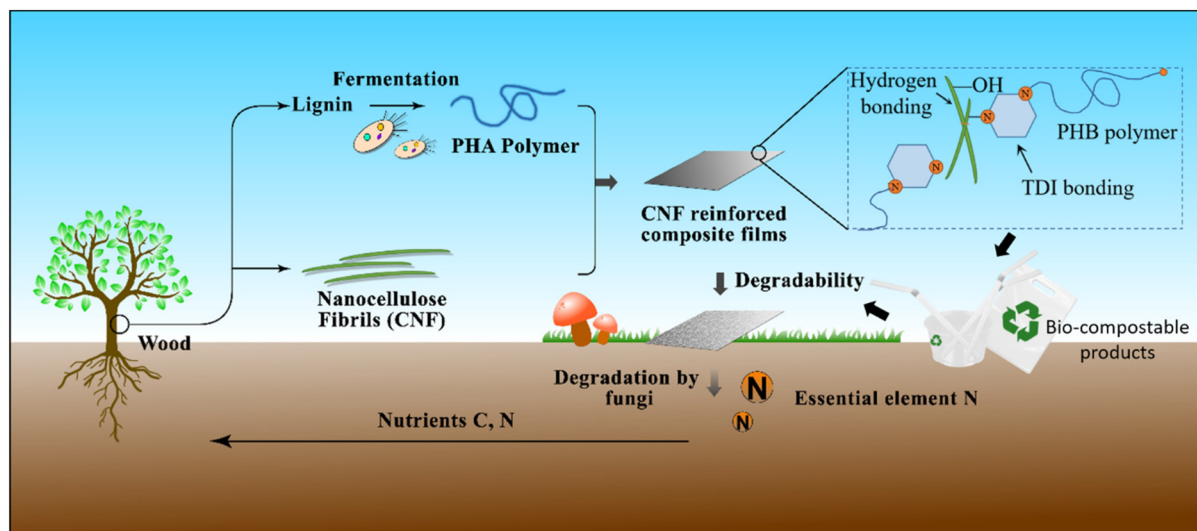 Fermentation
Lignin
PHA Polymer
Nanocellulose
Fibrils (CNF)
Wood
CNF reinforced
composite films
Hydrogen
bonding
OH
N
N
PHB polymer
N
N
TDI bonding
Degradability
Bio-compostable
products
Degradation by
fungi
N
N
Essential element N
Nutrients C, N